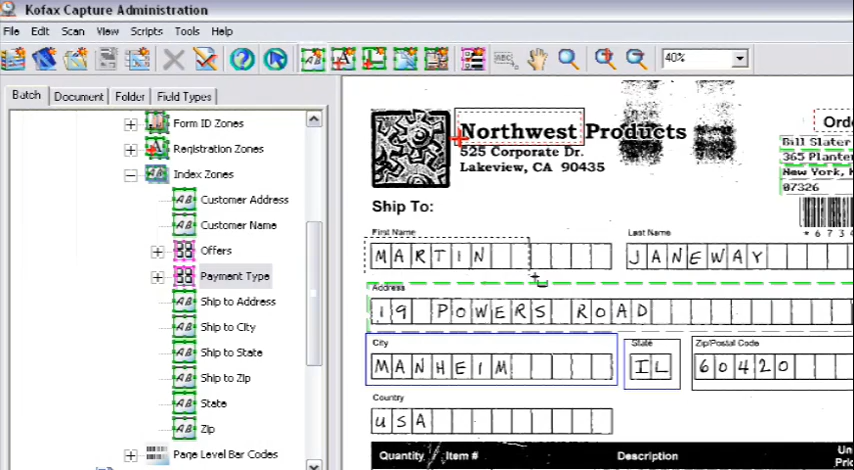 Kofax Capture Administration
File Edit Scan View Scripts Tools Help
40%
Batch Document Folder Field Types
Form ID Zones
Registration Zones
Index Zones
Customer Address
Customer Name
Offers
Payment Type
Ship to Address
Ship to City
Ship to State
Ship to Zip
State
Zip
Page Level Bar Codes
Northwest Products
525 Corporate Dr.
Lakeview, CA 90435
Bill Slater
365
New York,
07326
*673
Ship To:
First Name Last Name
MARTIN JANEWAY
Address
19 POWERS ROAD
City State Zip/Postal Code
MANHEIM IL 60420
Country
USA
Quantity Item # Description